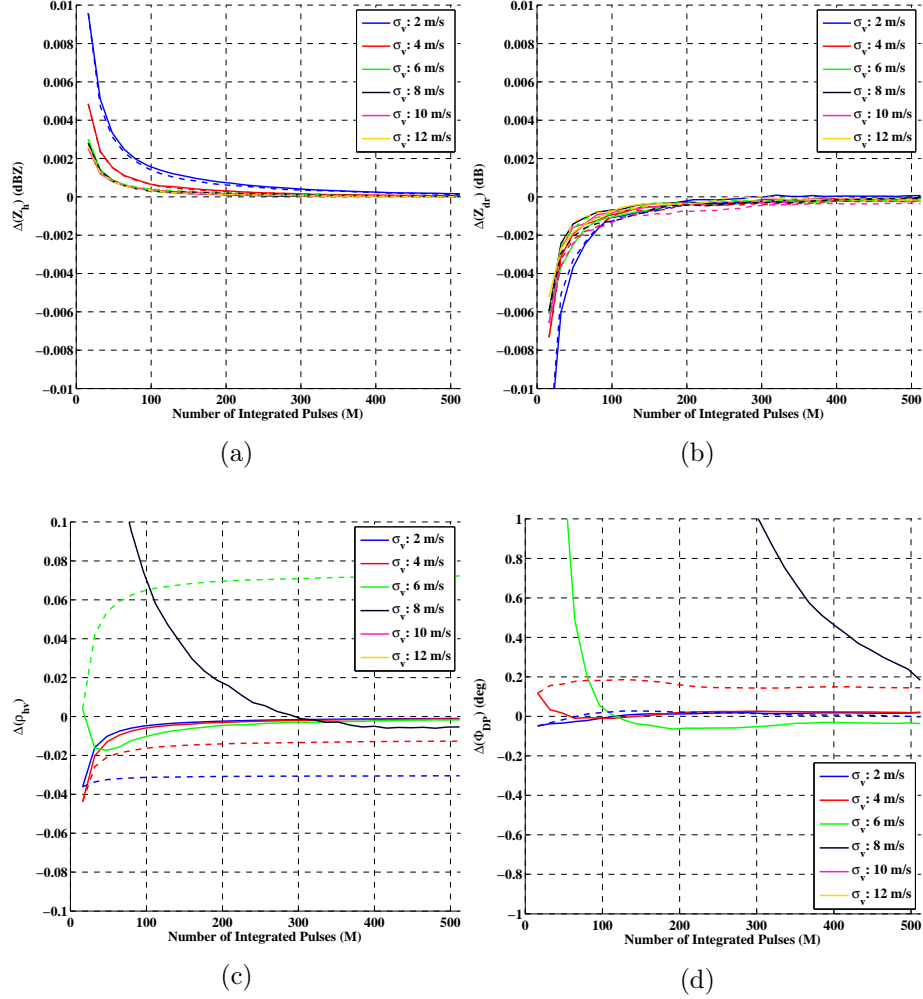 0.01
0.008
0.006
0.004
0.002
0
−0.002
−0.004
−0.006
−0.008
−0.01
Δ(Z_h) (dBZ)
σ_v: 2 m/s
σ_v: 4 m/s
σ_v: 6 m/s
σ_v: 8 m/s
σ_v: 10 m/s
σ_v: 12 m/s
0 100 200 300 400 500
Number of Integrated Pulses (M)
(a)
0.01
0.008
0.006
0.004
0.002
0
−0.002
−0.004
−0.006
−0.008
−0.01
Δ(Z_dr) (dB)
σ_v: 2 m/s
σ_v: 4 m/s
σ_v: 6 m/s
σ_v: 8 m/s
σ_v: 10 m/s
σ_v: 12 m/s
0 100 200 300 400 500
Number of Integrated Pulses (M)
(b)
0.1
0.08
0.06
0.04
0.02
0
−0.02
−0.04
−0.06
−0.08
−0.1
Δ(ρ_hv)
σ_v: 2 m/s
σ_v: 4 m/s
σ_v: 6 m/s
σ_v: 8 m/s
σ_v: 10 m/s
σ_v: 12 m/s
0 100 200 300 400 500
Number of Integrated Pulses (M)
(c)
1
0.8
0.6
0.4
0.2
0
−0.2
−0.4
−0.6
−0.8
−1
Δ(Φ_DP) (deg)
σ_v: 2 m/s
σ_v: 4 m/s
σ_v: 6 m/s
σ_v: 8 m/s
σ_v: 10 m/s
σ_v: 12 m/s
0 100 200 300 400 500
Number of Integrated Pulses (M)
(d)